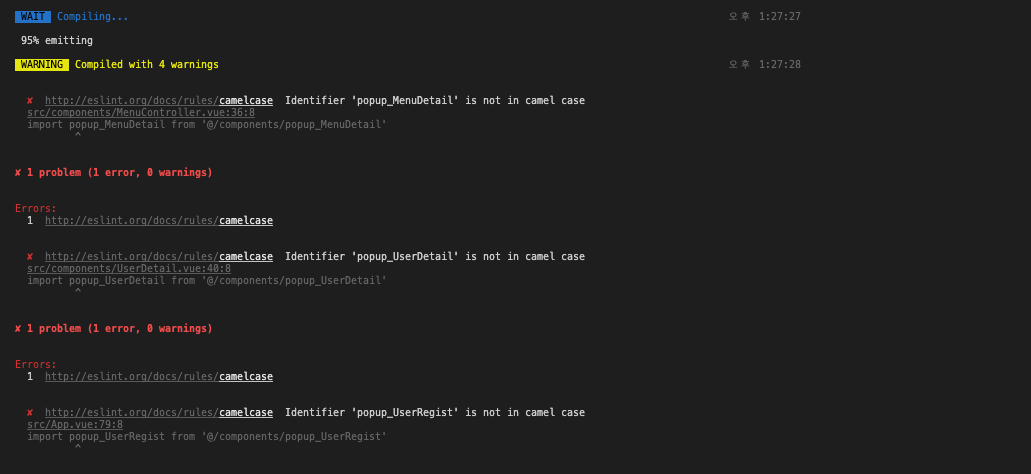 WAIT Compiling... 오후 1:27:27
95% emitting
WARNING Compiled with 4 warnings 오후 1:27:28
✘ http://eslint.org/docs/rules/camelcase Identifier 'popup_MenuDetail' is not in camel case
src/components/MenuController.vue:36:8
import popup_MenuDetail from '@/components/popup_MenuDetail'
^
✘ 1 problem (1 error, 0 warnings)
Errors:
1 http://eslint.org/docs/rules/camelcase
✘ http://eslint.org/docs/rules/camelcase Identifier 'popup_UserDetail' is not in camel case
src/components/UserDetail.vue:40:8
import popup_UserDetail from '@/components/popup_UserDetail'
^
✘ 1 problem (1 error, 0 warnings)
Errors:
1 http://eslint.org/docs/rules/camelcase
✘ http://eslint.org/docs/rules/camelcase Identifier 'popup_UserRegist' is not in camel case
src/App.vue:79:8
import popup_UserRegist from '@/components/popup_UserRegist'
^